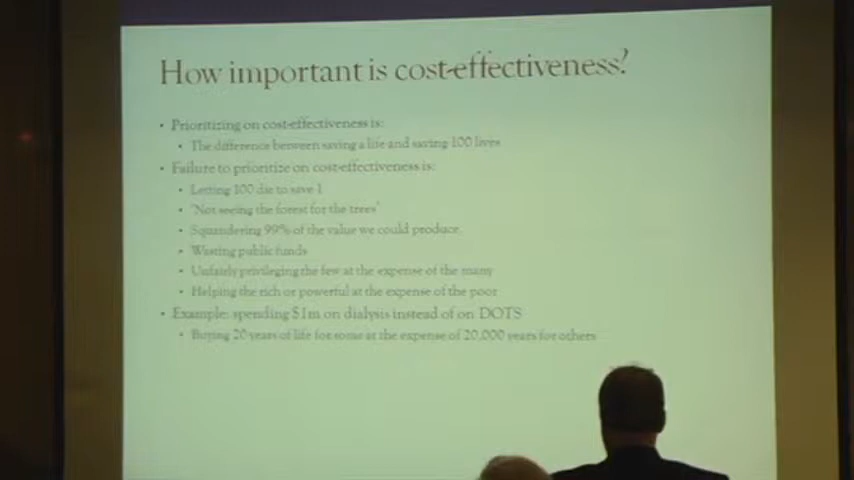 How important is cost-effectiveness?
• Prioritizing on cost-effectiveness is:
• The difference between saving a life and saving 100 lives
• Failure to prioritize on cost-effectiveness is:
• Letting 100 die to save 1
• 'Not seeing the forest for the trees'
• Squandering 99% of the value we could produce.
• Wasting public funds
• Unfairly privileging the few at the expense of the many
• Helping the rich or powerful at the expense of the poor
• Example: spending $1m on dialysis instead of on DOTS
• Buying 20 years of life for some at the expense of 20,000 years for others